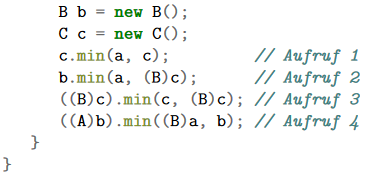 B b = new B();
C c = new C();
c.min(a, c); // Aufruf 1
b.min(a, (B)c); // Aufruf 2
((B)c).min(c, (B)c); // Aufruf 3
((A)b).min((B)a, b); // Aufruf 4
}
}